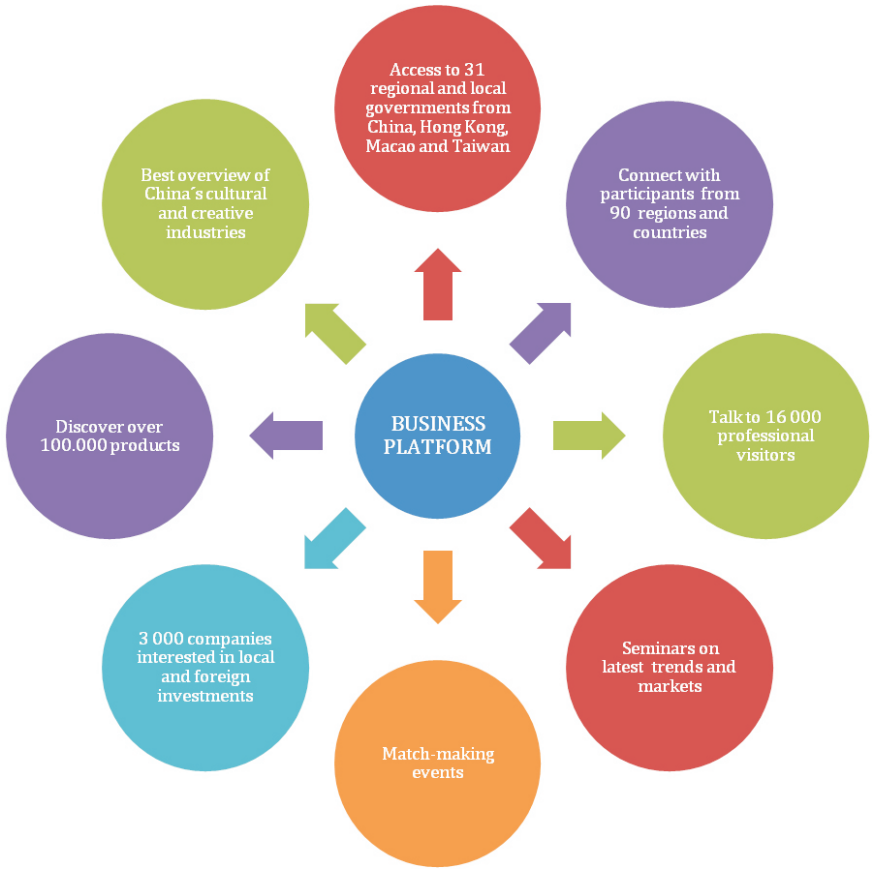 Access to 31
regional and local
governments from
China, Hong Kong,
Macao and Taiwan
Connect with
participants from
90 regions and
countries
Talk to 16 000
professional
visitors
Seminars on
latest trends and
markets
Match-making
events
3 000 companies
interested in local
and foreign
investments
Discover over
100.000 products
Best overview of
China´s cultural
and creative
industries
BUSINESS
PLATFORM